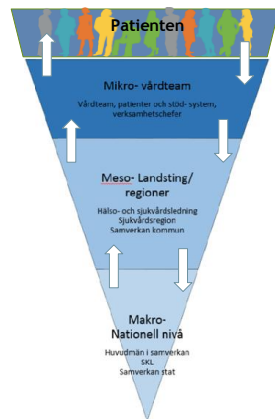 Patienten
Mikro- vårdteam
Vårdteam, patienter och stöd- system,
verksamhetschefer
Meso- Landsting/
regioner
Hälso- och sjukvårdsledning
Sjukvårdsregion
Samverkan kommun
Makro-
Nationell nivå
Huvudmän i samverkan
SKL
Samverkan stat